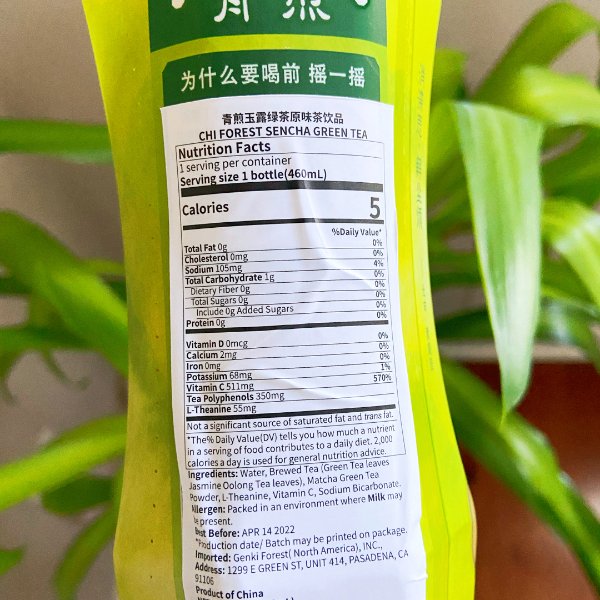 青煎
为什么要喝前 摇一摇
青煎玉露绿茶原味茶饮品
CHI FOREST SENCHA GREEN TEA
Nutrition Facts
1 serving per container
Serving size 1 bottle(460mL)
Calories 5
%Daily Value*
Total Fat 0g 0%
Cholesterol 0mg 0%
Sodium 105mg 4%
Total Carbohydrate 1g 0%
Dietary Fiber 0g 0%
Total Sugars 0g 0%
Include 0g Added Sugars 0%
Protein 0g 0%
Vitamin D 0mcg 0%
Calcium 2mg 0%
Iron 0mg 0%
Potassium 68mg 1%
Vitamin C 511mg 570%
Tea Polyphenols 350mg
L-Theanine 55mg
Not a significant source of saturated fat and trans fat.
*The% Daily Value(DV) tells you how much a nutrient
in a serving of food contributes to a daily diet. 2,000
calories a day is used for general nutrition advice.
Ingredients: Water, Brewed Tea (Green Tea leaves
Jasmine Oolong Tea leaves), Matcha Green Tea
Powder, L-Theanine, Vitamin C, Sodium Bicarbonate.
Allergen: Packed in an environment where Milk may
be present.
Best Before: APR 14 2022
*Production date/ Batch may be printed on package.
Imported: Genki Forest( North America), INC.,
Address: 1299 E GREEN ST, UNIT 414, PASADENA, CA
91106
Product of China